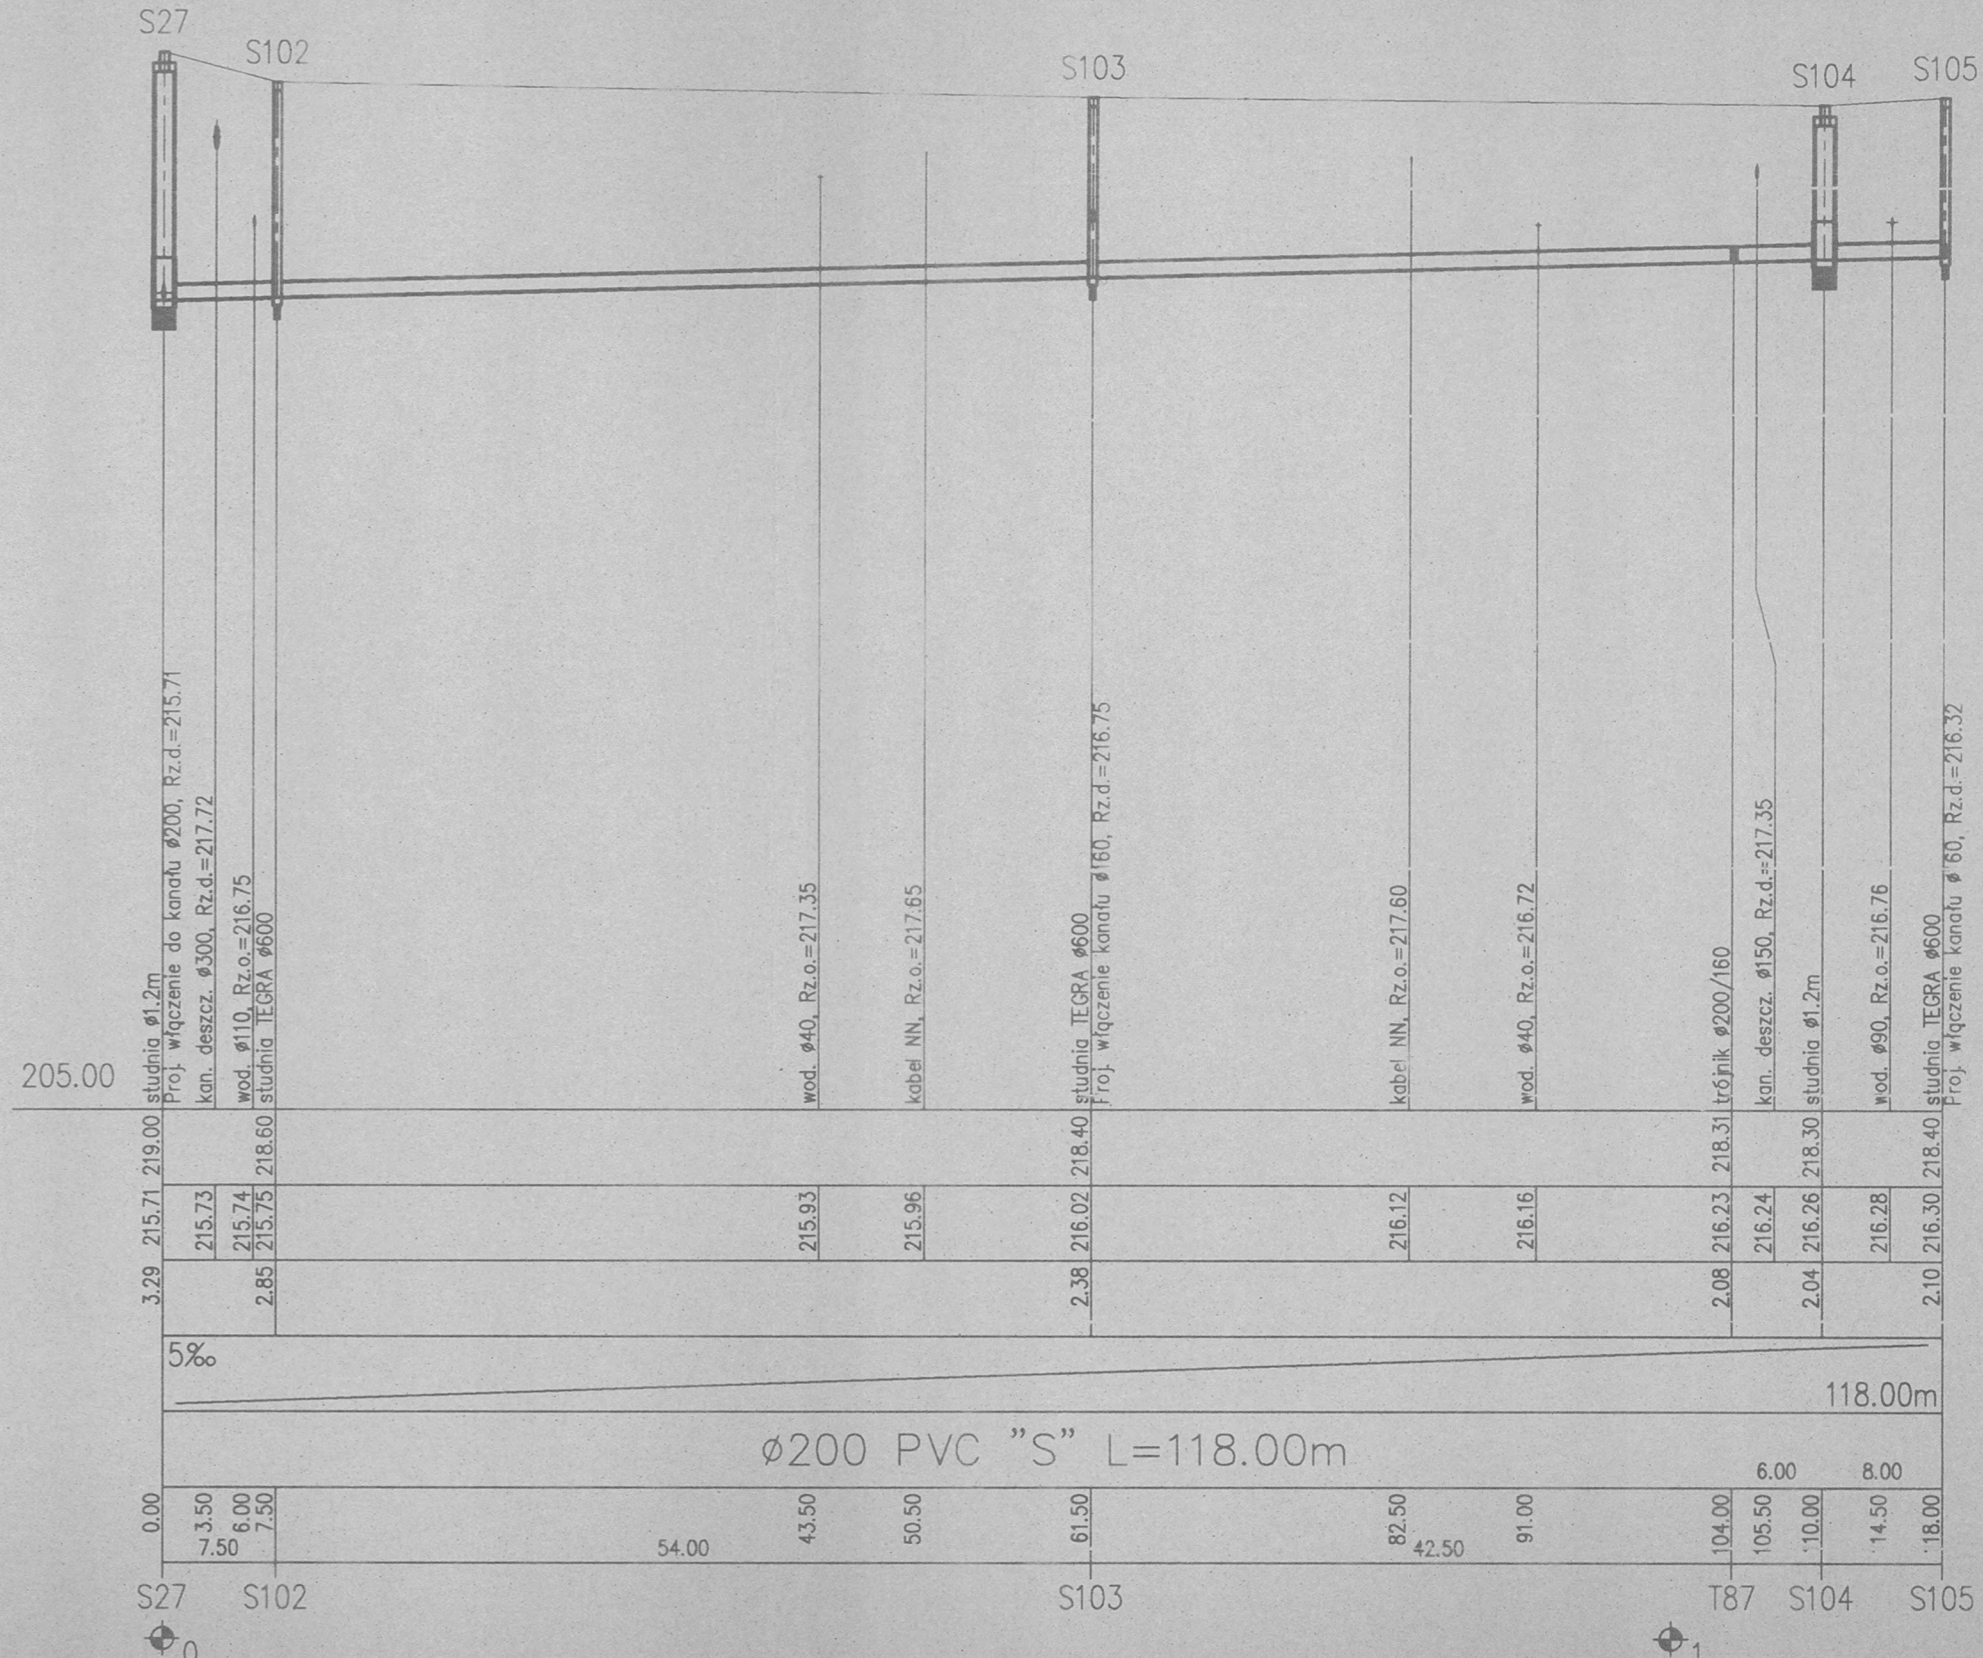 S27
S102
S103
S104
S105
205.00
studnia ø1.2m
Proj. włączenie do kanału ø200, Rz.d.=215.71
kan. deszcz. ø300, Rz.d.=217.72
wod. ø110, Rz.o.=216.75
studnia TEGRA ø600
wod. ø40, Rz.o.=217.35
kabel NN, Rz.o.=217.65
studnia TEGRA ø600
Proj. włączenie kanału ø160, Rz.d.=216.75
kabel NN, Rz.o.=217.60
wod. ø40, Rz.o.=216.72
trójnik ø200/160
kan. deszcz. ø150, Rz.d.=217.35
studnia ø1.2m
wod. ø90, Rz.o.=216.76
studnia TEGRA ø600
Proj. włączenie kanału ø 60, Rz.d.=216.32
219.00 218.60 218.40 218.31 218.30 218.40
215.71 215.73 215.74 215.75 215.93 215.96 216.02 216.12 216.16 216.23 216.24 216.26 216.28 216.30
3.29 2.85 2.38 2.08 2.04 2.10
5‰
118.00m
ø200 PVC "S" L=118.00m
6.00 8.00
0.00 3.50 6.00 7.50 43.50 50.50 61.50 82.50 91.00 104.00 105.50 110.00 114.50 118.00
7.50 54.00 42.50
S27 S102 S103 T87 S104 S105
0 1